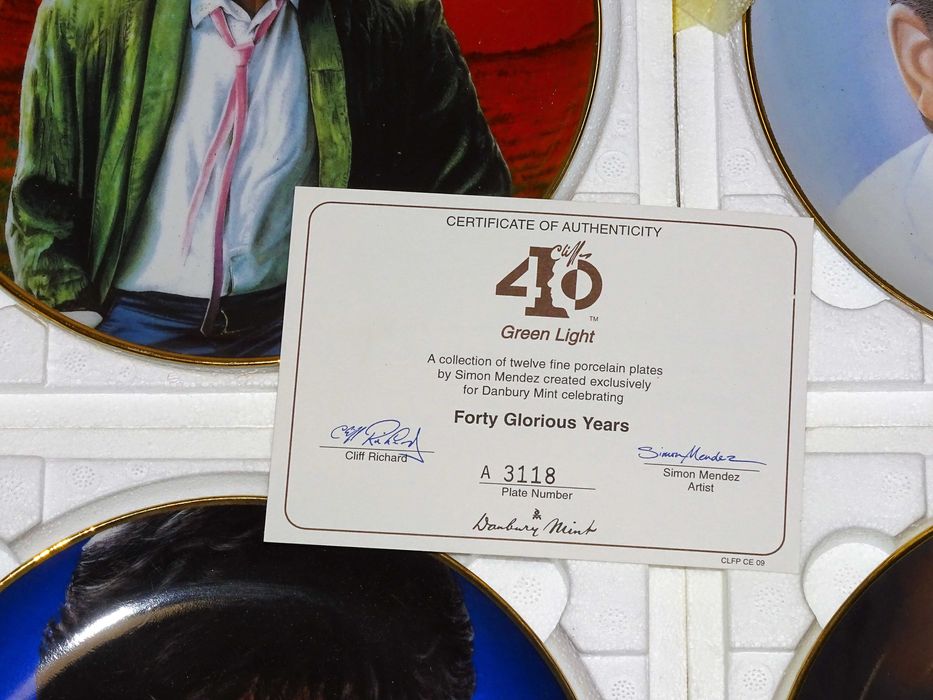 CERTIFICATE OF AUTHENTICITY
Cliff
40
TM
Green Light
A collection of twelve fine porcelain plates
by Simon Mendez created exclusively
for Danbury Mint celebrating
Forty Glorious Years
Cliff Richard
Cliff Richard
Simon Mendez
Simon Mendez
Artist
A 3118
Plate Number
Danbury Mint
CLFP CE 09